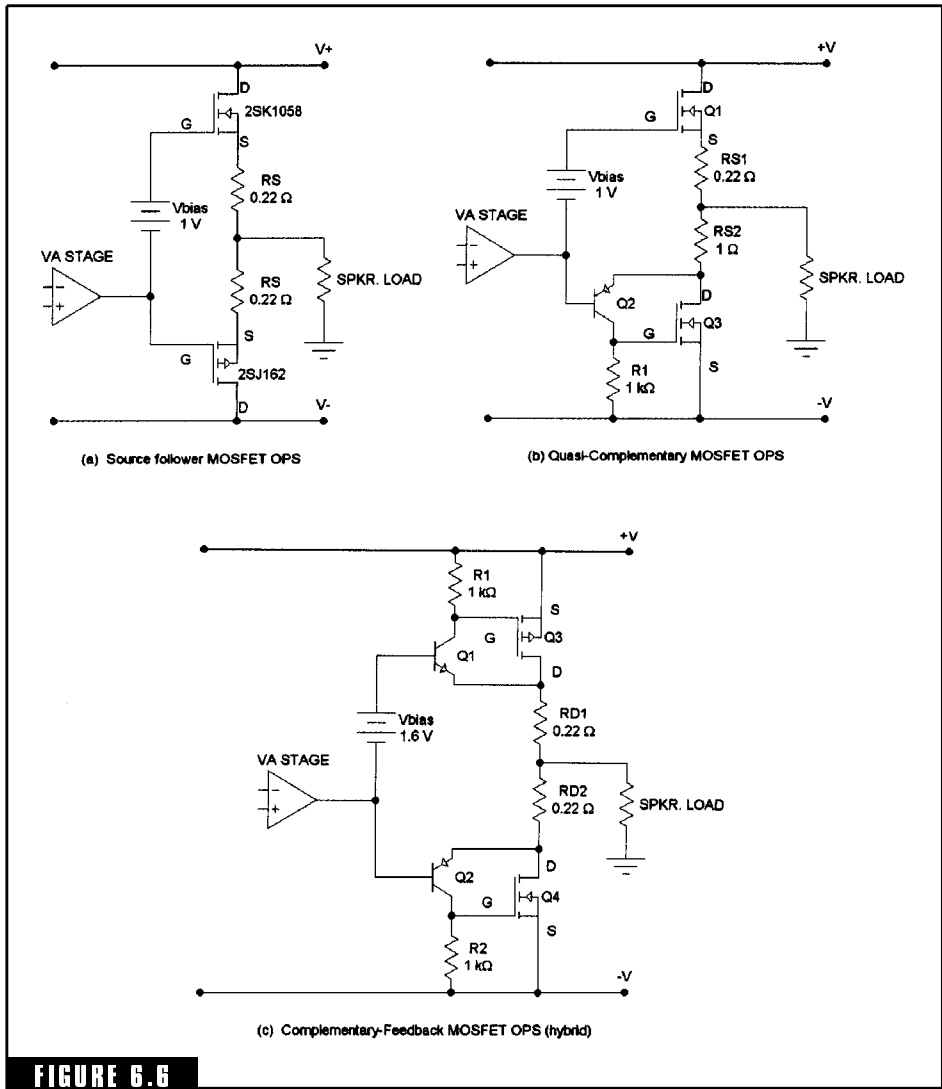 V+
D
2SK1058
G
S
RS
0.22 Ω
Vbias
1 V
VA STAGE
SPKR. LOAD
RS
0.22 Ω
S
G
2SJ162
D
V-
(a) Source follower MOSFET OPS
+V
D
Q1
G
S
RS1
0.22 Ω
Vbias
1 V
VA STAGE
RS2
1 Ω
SPKR. LOAD
Q2
D
Q3
G
S
R1
1 kΩ
-V
(b) Quasi-Complementary MOSFET OPS
+V
R1
1 kΩ
S
G
Q3
Q1
D
RD1
0.22 Ω
Vbias
1.6 V
VA STAGE
RD2
0.22 Ω
SPKR. LOAD
Q2
D
G
Q4
S
R2
1 kΩ
-V
(c) Complementary-Feedback MOSFET OPS (hybrid)
FIGURE 6.6